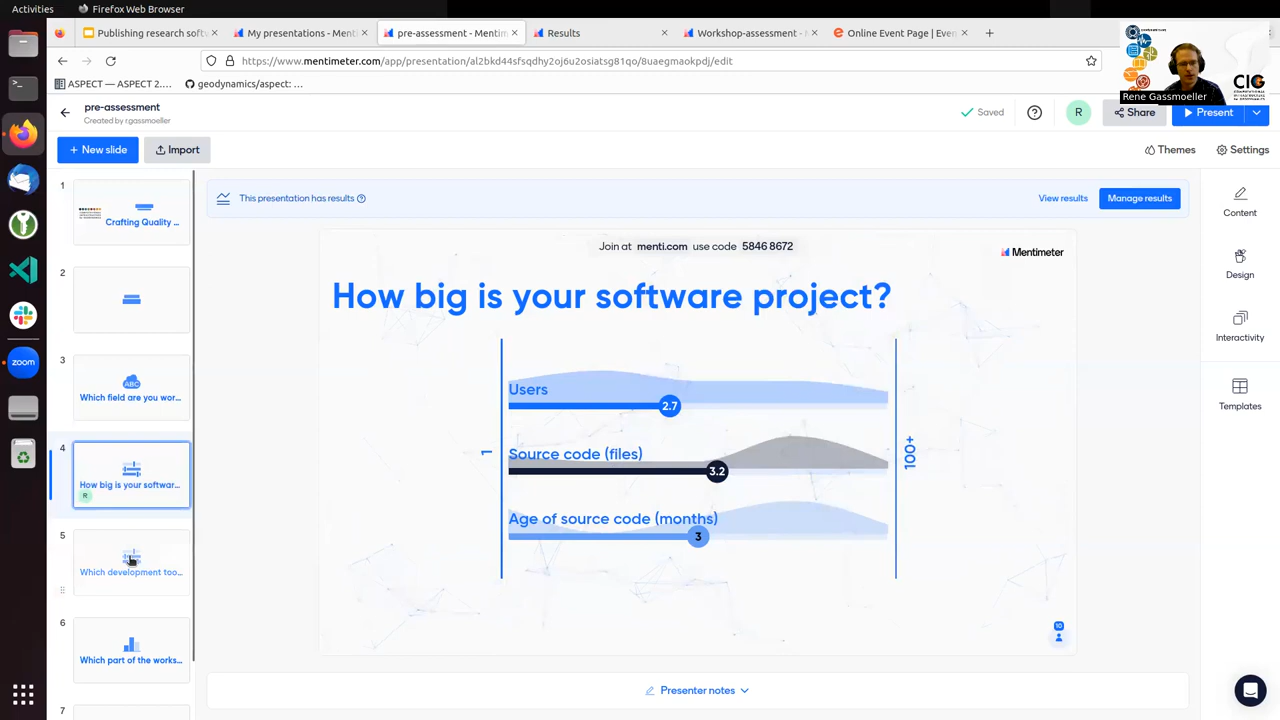 Activities
Firefox Web Browser
Publishing research softw
My presentations - Menti
pre-assessment - Mentim
Results
Workshop-assessment - M
Online Event Page | Even
https://www.mentimeter.com/app/presentation/al2bkd44sfsqdhy2oj6u2osiatsg81qo/8uaegmaokpdj/edit
ASPECT — ASPECT 2....
geodynamics/aspect: ...
Rene Gassmoeller
CIG
pre-assessment
Created by r.gassmoeller
Saved
R
Share
Present
+ New slide
Import
Themes
Settings
1
Crafting Quality ...
2
3
ABC
Which field are you wor...
4
How big is your softwar...
R
5
Which development too...
6
Which part of the works...
7
This presentation has results
View results
Manage results
Join at menti.com use code 5846 8672
Mentimeter
How big is your software project?
Users
2.7
Source code (files)
3.2
Age of source code (months)
3
1
100+
10
Presenter notes
Content
Design
Interactivity
Templates
zoom